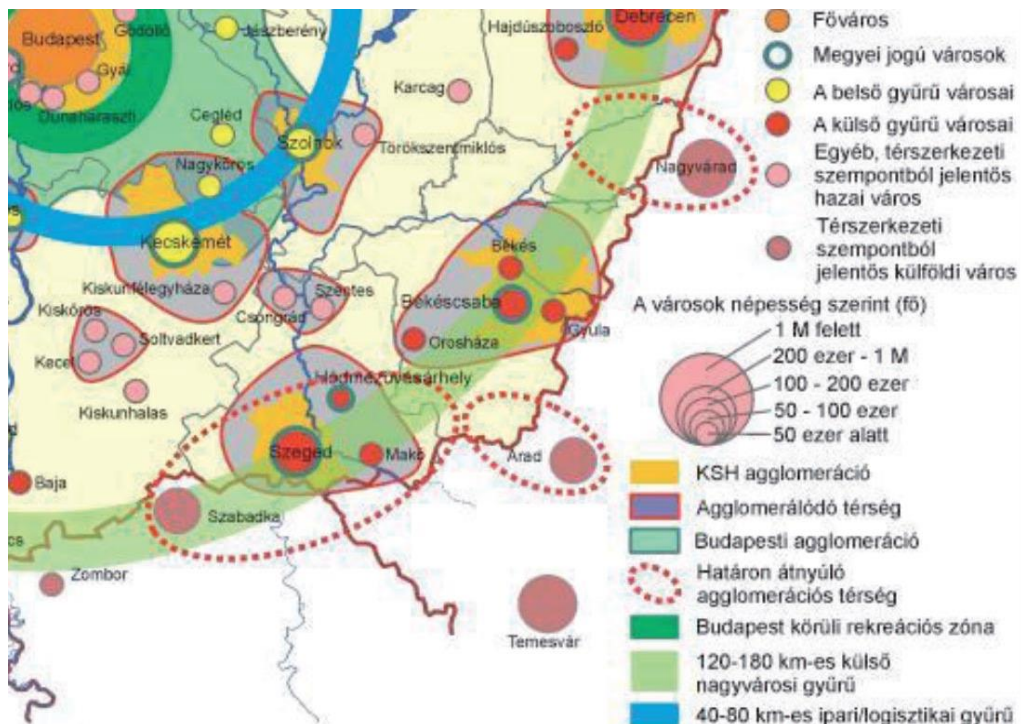 Budapest
Gödöllő
Jászberény
Gyál
Dunaharaszti
Cegléd
Nagykőrös
Szolnok
Törökszentmiklós
Karcag
Hajdúszoboszló
Debrecen
Nagyvárad
Kecskemét
Kiskunfélegyháza
Csongrád
Szentes
Kiskőrös
Soltvadkert
Kecel
Kiskunhalas
Békés
Békéscsaba
Gyula
Orosháza
Hódmezővásárhely
Szeged
Makó
Arad
Baja
Szabadka
Zombor
Temesvár
Főváros
Megyei jogú városok
A belső gyűrű városai
A külső gyűrű városai
Egyéb, térszerkezeti
szempontból jelentős
hazai város
Térszerkezeti
szempontból
jelentős külföldi város
A városok népesség szerint (fő)
1 M felett
200 ezer - 1 M
100 - 200 ezer
50 - 100 ezer
50 ezer alatt
KSH agglomeráció
Agglomerálódó térség
Budapesti agglomeráció
Határon átnyúló
agglomerációs térség
Budapest körüli rekreációs zóna
120-180 km-es külső
nagyvárosi gyűrű
40-80 km-es ipari/logisztikai gyűrű